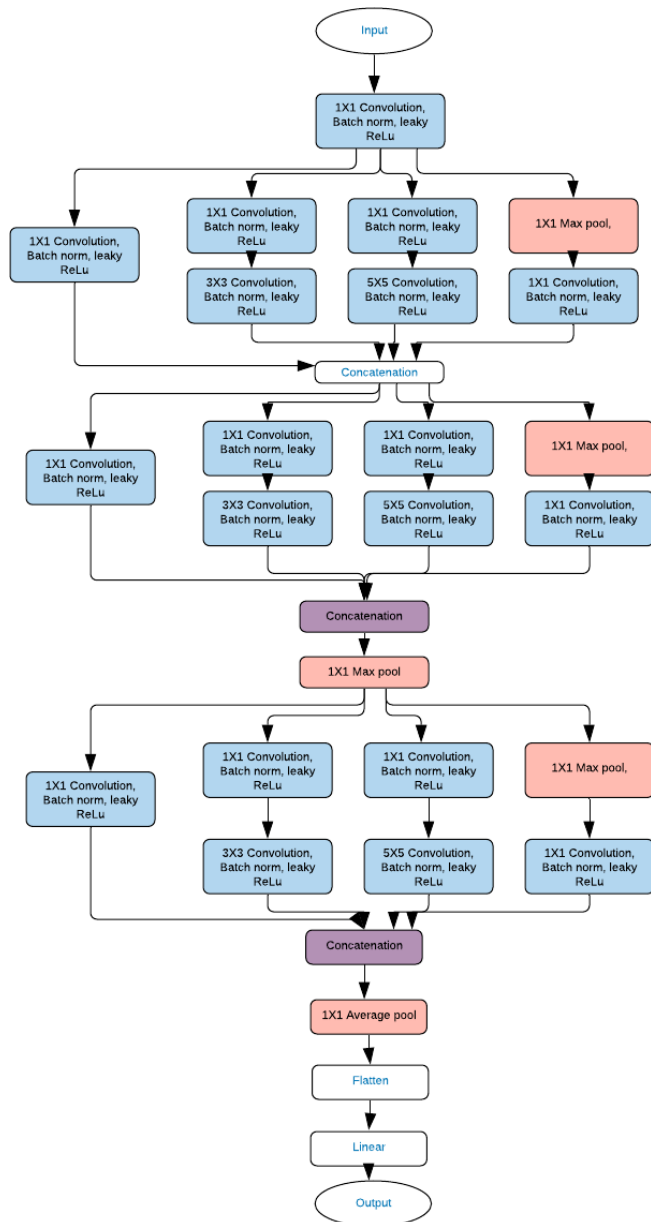 Input
1X1 Convolution,
Batch norm, leaky
ReLu
1X1 Convolution,
Batch norm, leaky
ReLu
1X1 Convolution,
Batch norm, leaky
ReLu
1X1 Convolution,
Batch norm, leaky
ReLu
1X1 Max pool,
3X3 Convolution,
Batch norm, leaky
ReLu
5X5 Convolution,
Batch norm, leaky
ReLu
1X1 Convolution,
Batch norm, leaky
ReLu
Concatenation
1X1 Convolution,
Batch norm, leaky
ReLu
1X1 Convolution,
Batch norm, leaky
ReLu
1X1 Convolution,
Batch norm, leaky
ReLu
1X1 Max pool,
3X3 Convolution,
Batch norm, leaky
ReLu
5X5 Convolution,
Batch norm, leaky
ReLu
1X1 Convolution,
Batch norm, leaky
ReLu
Concatenation
1X1 Max pool
1X1 Convolution,
Batch norm, leaky
ReLu
1X1 Convolution,
Batch norm, leaky
ReLu
1X1 Convolution,
Batch norm, leaky
ReLu
1X1 Max pool,
3X3 Convolution,
Batch norm, leaky
ReLu
5X5 Convolution,
Batch norm, leaky
ReLu
1X1 Convolution,
Batch norm, leaky
ReLu
Concatenation
1X1 Average pool
Flatten
Linear
Output